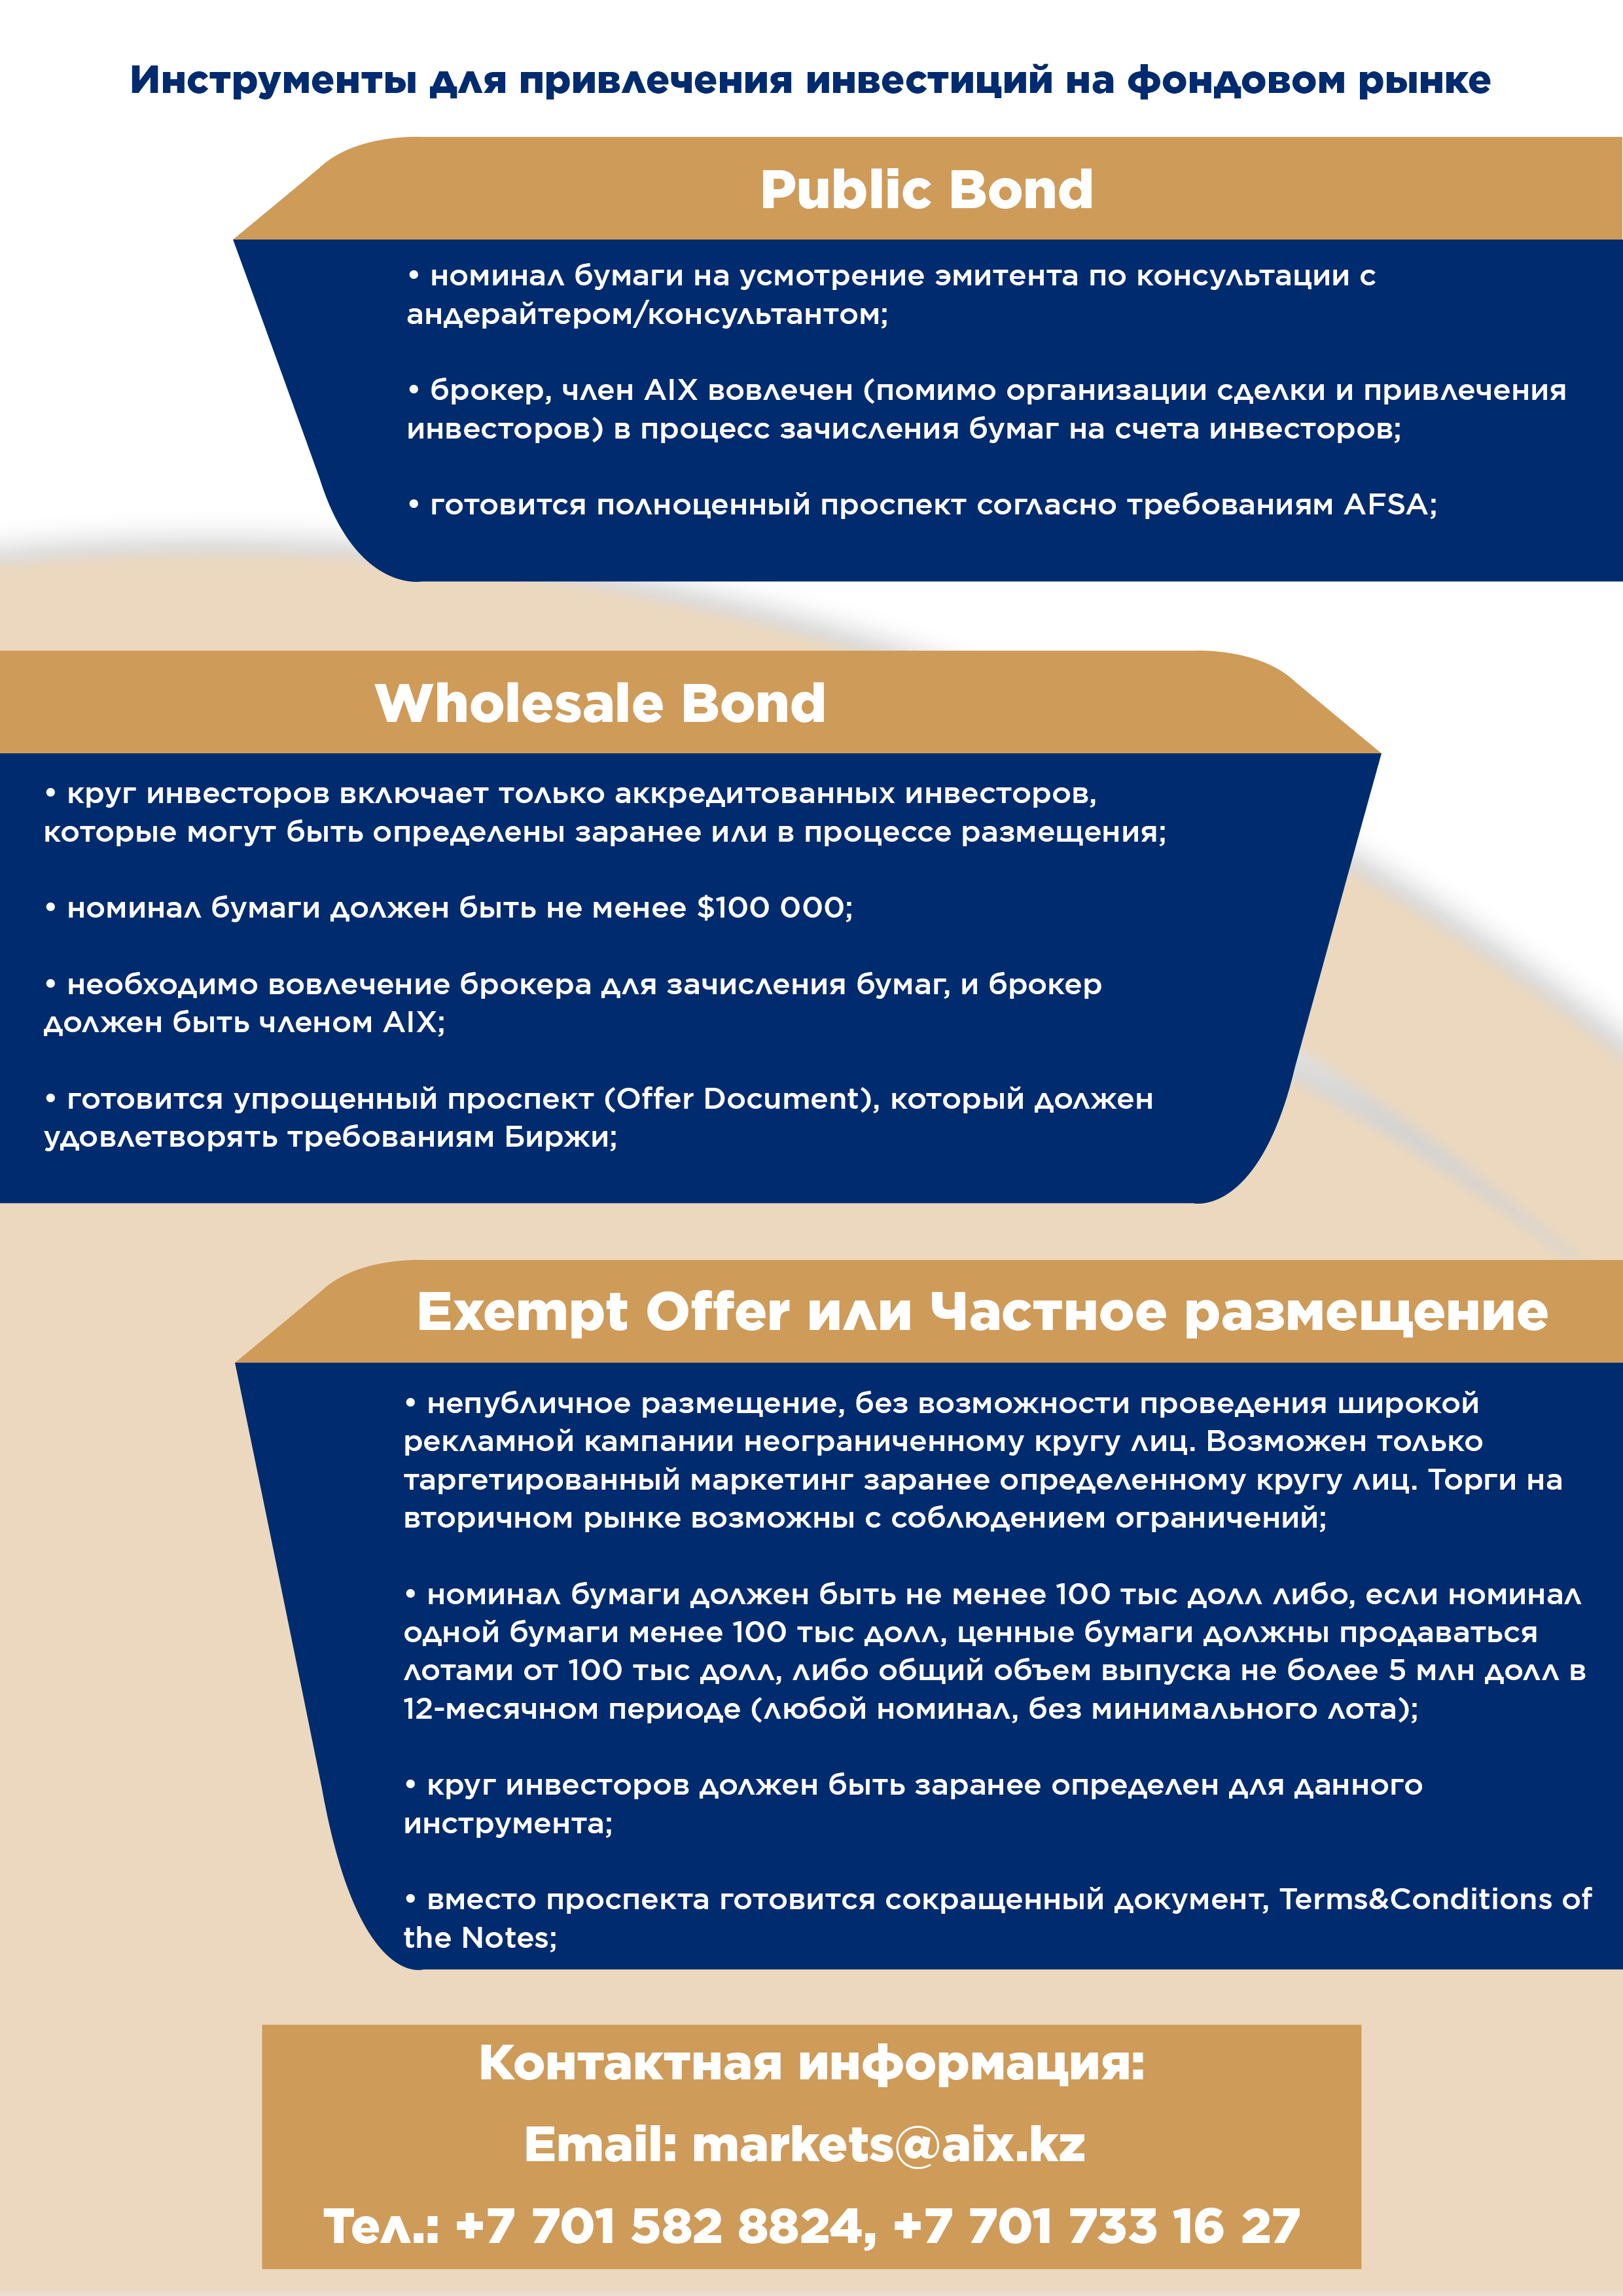 Инструменты для привлечения инвестиций на фондовом рынке
Public Bond
• номинал бумаги на усмотрение эмитента по консультации с
андерайтером/консультантом;
• брокер, член AIX вовлечен (помимо организации сделки и привлечения
инвесторов) в процесс зачисления бумаг на счета инвесторов;
• готовится полноценный проспект согласно требованиям AFSA;
Wholesale Bond
• круг инвесторов включает только аккредитованных инвесторов,
которые могут быть определены заранее или в процессе размещения;
• номинал бумаги должен быть не менее $100 000;
• необходимо вовлечение брокера для зачисления бумаг, и брокер
должен быть членом AIX;
• готовится упрощенный проспект (Offer Document), который должен
удовлетворять требованиям Биржи;
Exempt Offer или Частное размещение
• непубличное размещение, без возможности проведения широкой
рекламной кампании неограниченному кругу лиц. Возможен только
таргетированный маркетинг заранее определенному кругу лиц. Торги на
вторичном рынке возможны с соблюдением ограничений;
• номинал бумаги должен быть не менее 100 тыс долл либо, если номинал
одной бумаги менее 100 тыс долл, ценные бумаги должны продаваться
лотами от 100 тыс долл, либо общий объем выпуска не более 5 млн долл в
12-месячном периоде (любой номинал, без минимального лота);
• круг инвесторов должен быть заранее определен для данного
инструмента;
• вместо проспекта готовится сокращенный документ, Terms&Conditions of
the Notes;
Контактная информация:
Email: markets@aix.kz
Тел.: +7 701 582 8824, +7 701 733 16 27